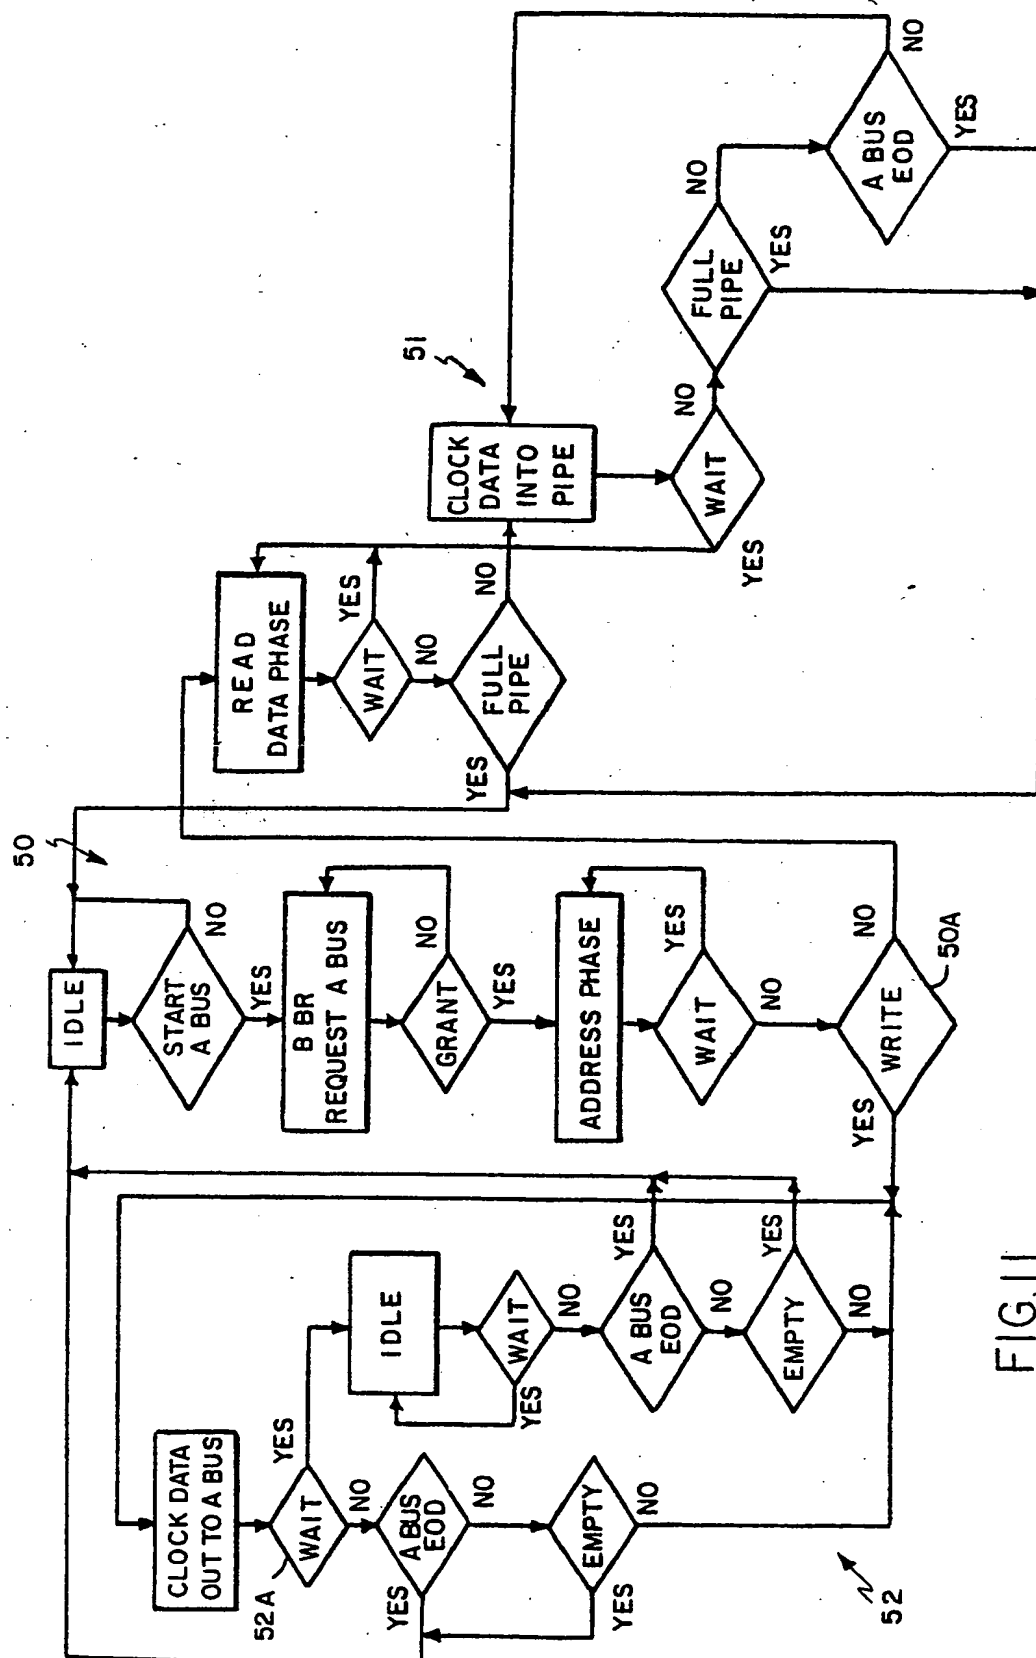 50
IDLE
START
A BUS
NO
YES
B BR
REQUEST A BUS
GRANT
NO
YES
ADDRESS PHASE
WAIT
YES
NO
WRITE
50A
YES
NO
READ
DATA PHASE
WAIT
YES
NO
FULL
PIPE
YES
NO
51
CLOCK
DATA
INTO
PIPE
WAIT
YES
NO
FULL
PIPE
NO
YES
A BUS
EOD
NO
YES
CLOCK DATA
OUT TO A BUS
52A
WAIT
YES
NO
A BUS
EOD
YES
NO
EMPTY
YES
NO
IDLE
WAIT
YES
NO
A BUS
EOD
YES
NO
EMPTY
YES
NO
52
FIG. 11